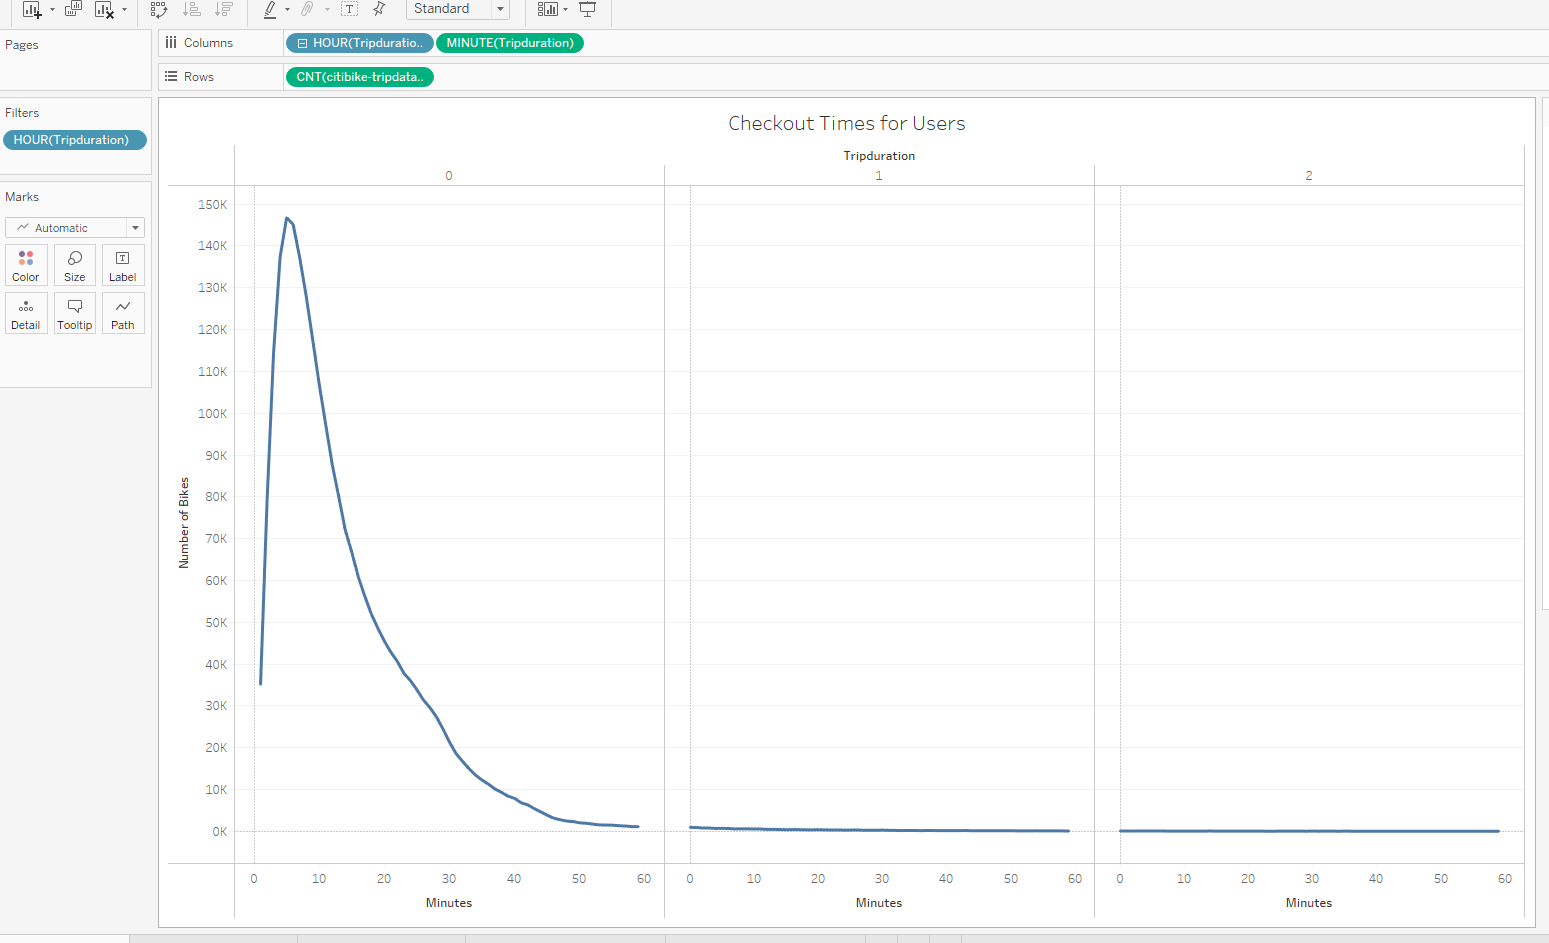 Standard
Pages
Columns
HOUR(Tripduratio..
MINUTE(Tripduration)
Rows
CNT(citibike-tripdata..
Filters
HOUR(Tripduration)
Marks
Automatic
Color
Size
Label
Detail
Tooltip
Path
Checkout Times for Users
Tripduration
0 1 2
Number of Bikes
150K
140K
130K
120K
110K
100K
90K
80K
70K
60K
50K
40K
30K
20K
10K
0K
0 10 20 30 40 50 60 0 10 20 30 40 50 60 0 10 20 30 40 50 60
Minutes Minutes Minutes